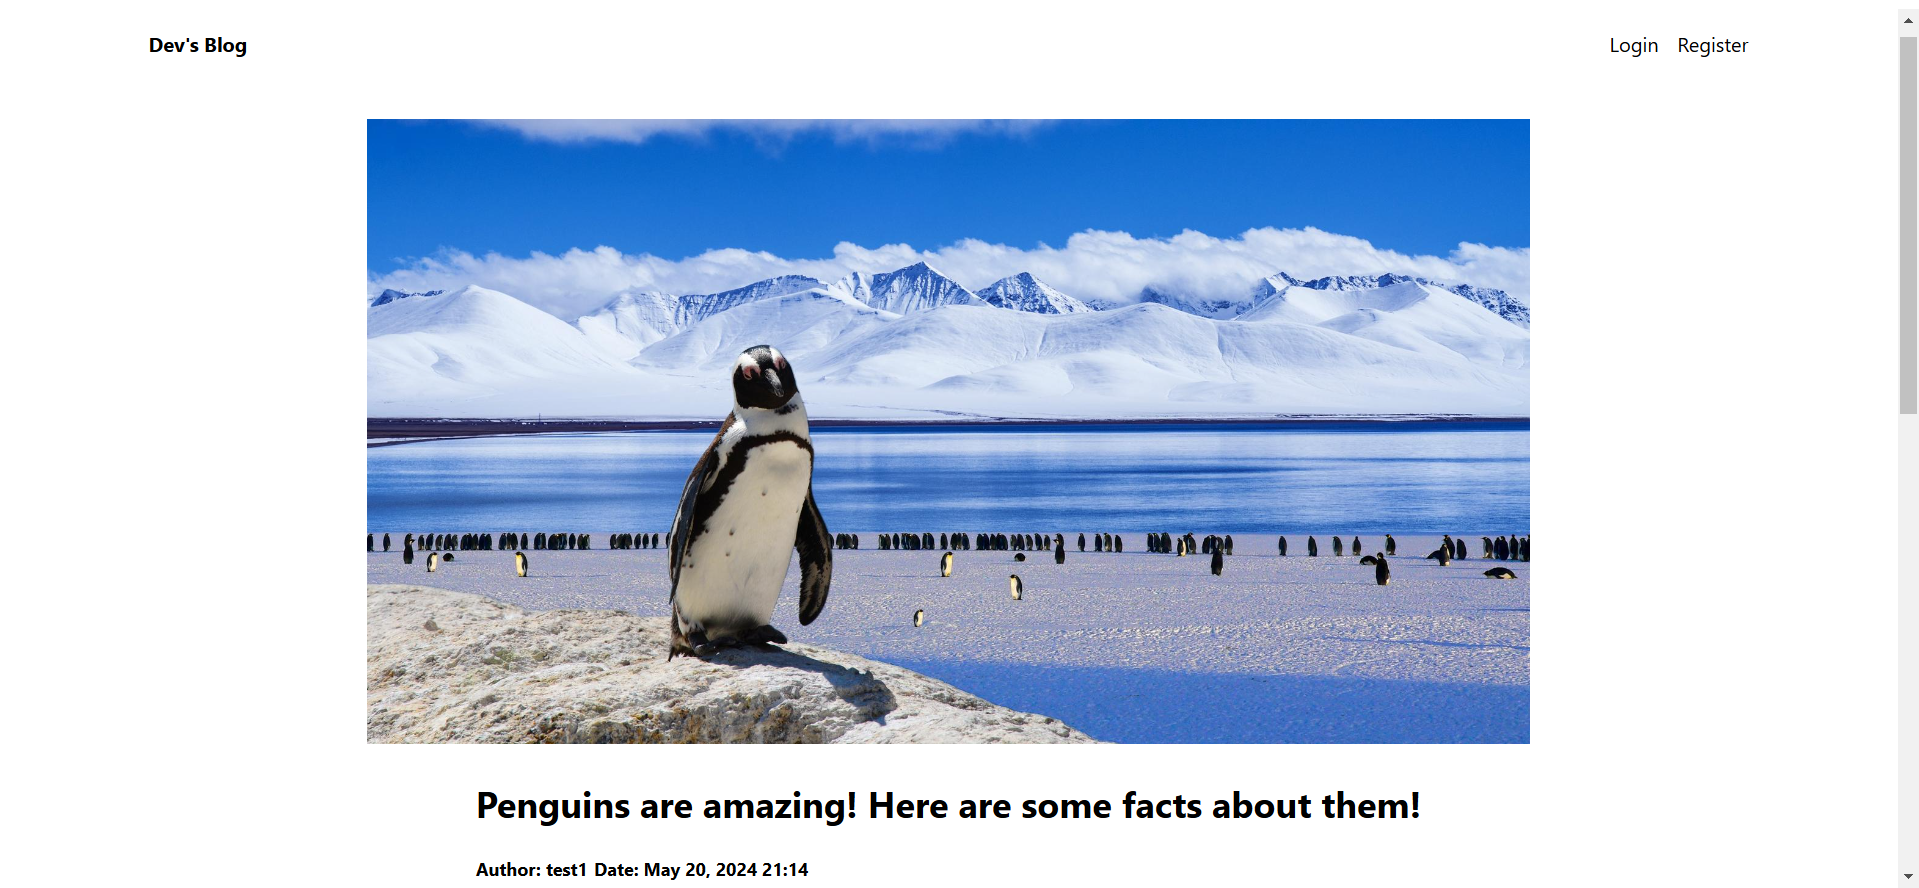 Dev's Blog
Login Register
Penguins are amazing! Here are some facts about them!
Author: test1 Date: May 20, 2024 21:14